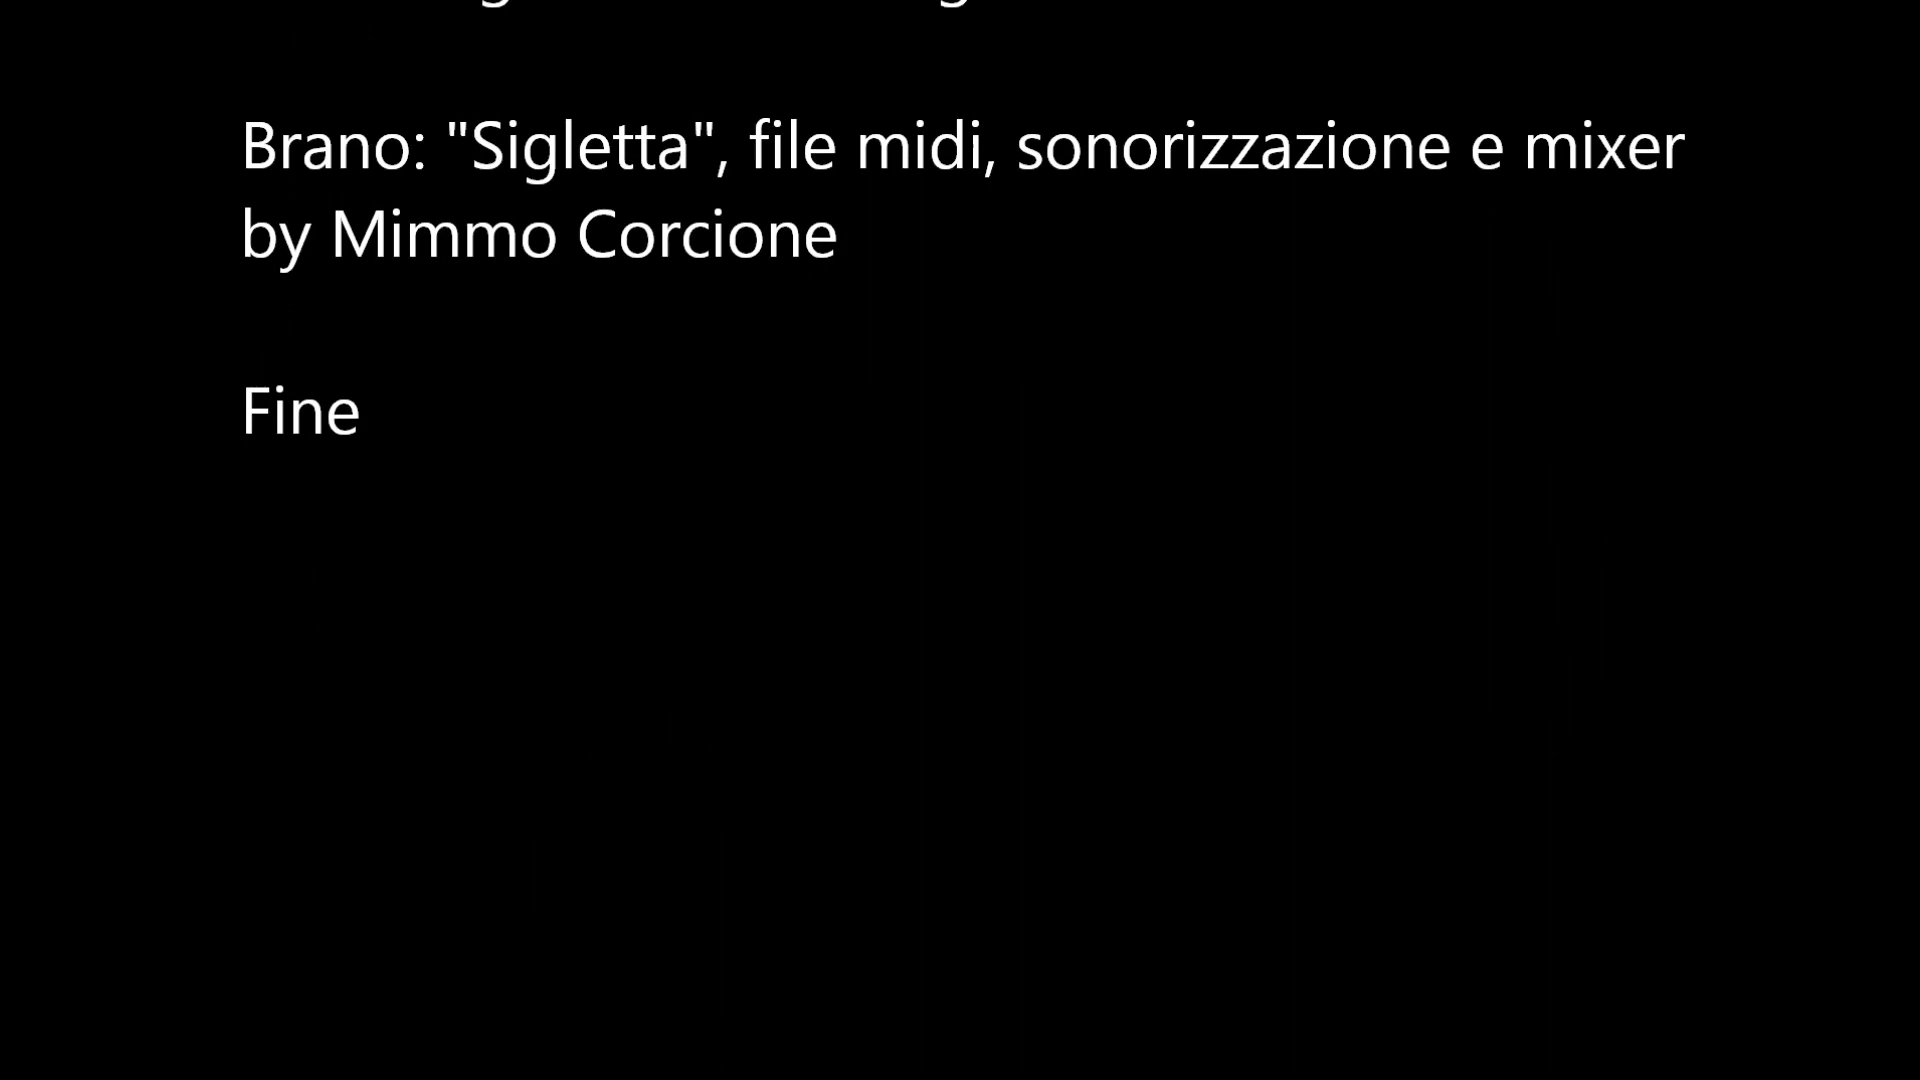 Brano: "Sigletta", file midi, sonorizzazione e mixer
by Mimmo Corcione
Fine